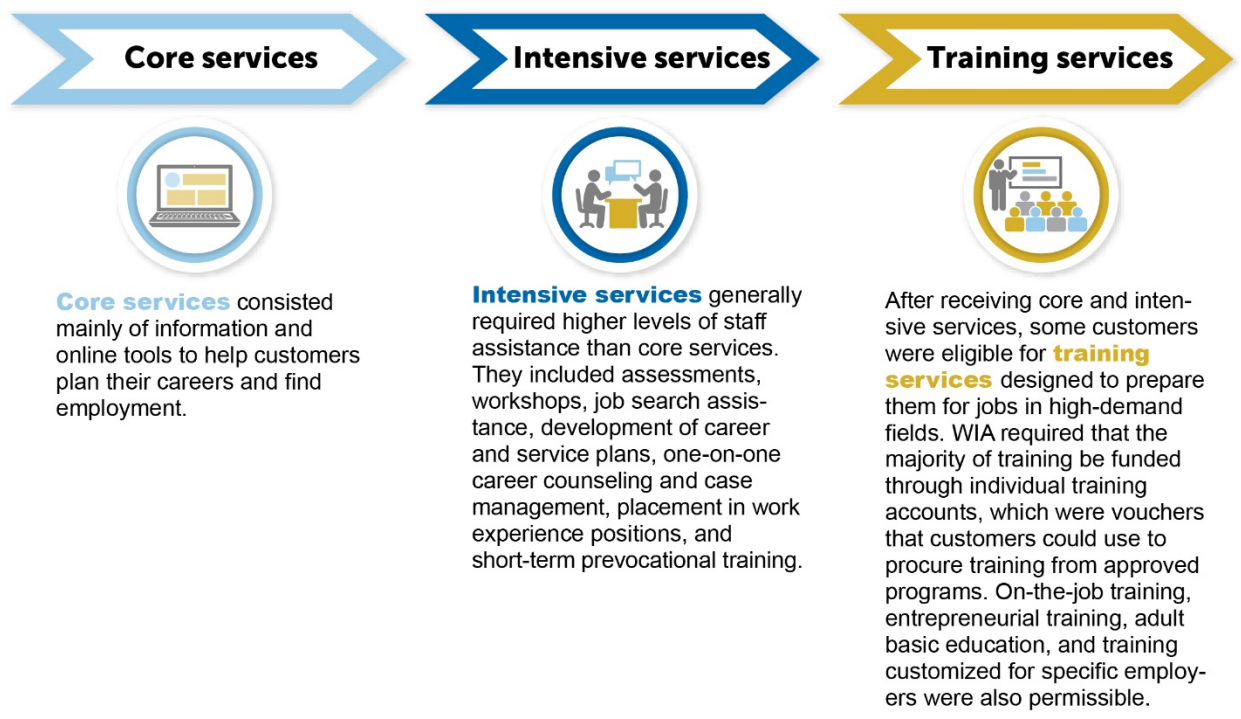 Core services
Intensive services
Training services
Core services consisted
mainly of information and
online tools to help customers
plan their careers and find
employment.
Intensive services generally
required higher levels of staff
assistance than core services.
They included assessments,
workshops, job search assis-
tance, development of career
and service plans, one-on-one
career counseling and case
management, placement in work
experience positions, and
short-term prevocational training.
After receiving core and inten-
sive services, some customers
were eligible for training
services designed to prepare
them for jobs in high-demand
fields. WIA required that the
majority of training be funded
through individual training
accounts, which were vouchers
that customers could use to
procure training from approved
programs. On-the-job training,
entrepreneurial training, adult
basic education, and training
customized for specific employ-
ers were also permissible.